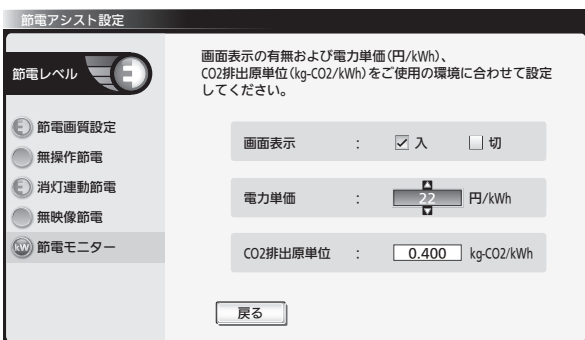 節電アシスト設定
節電レベル
節電画質設定
無操作節電
消灯連動節電
無映像節電
kW 節電モニター
画面表示の有無および電力単価(円/kWh)、
CO2排出原単位(kg-CO2/kWh)をご使用の環境に合わせて設定
してください。
画面表示 : 入 切
電力単価 : 22 円/kWh
CO2排出原単位 : 0.400 kg-CO2/kWh
戻る